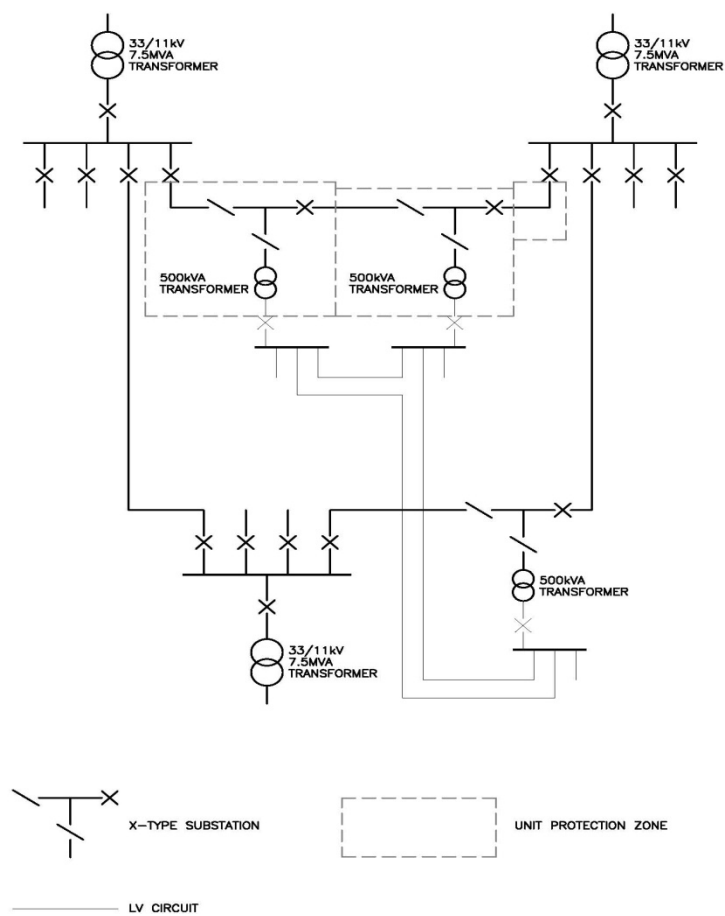 33/11kV
7.5MVA
TRANSFORMER
33/11kV
7.5MVA
TRANSFORMER
500kVA
TRANSFORMER
500kVA
TRANSFORMER
500kVA
TRANSFORMER
33/11kV
7.5MVA
TRANSFORMER
X-TYPE SUBSTATION
UNIT PROTECTION ZONE
LV CIRCUIT